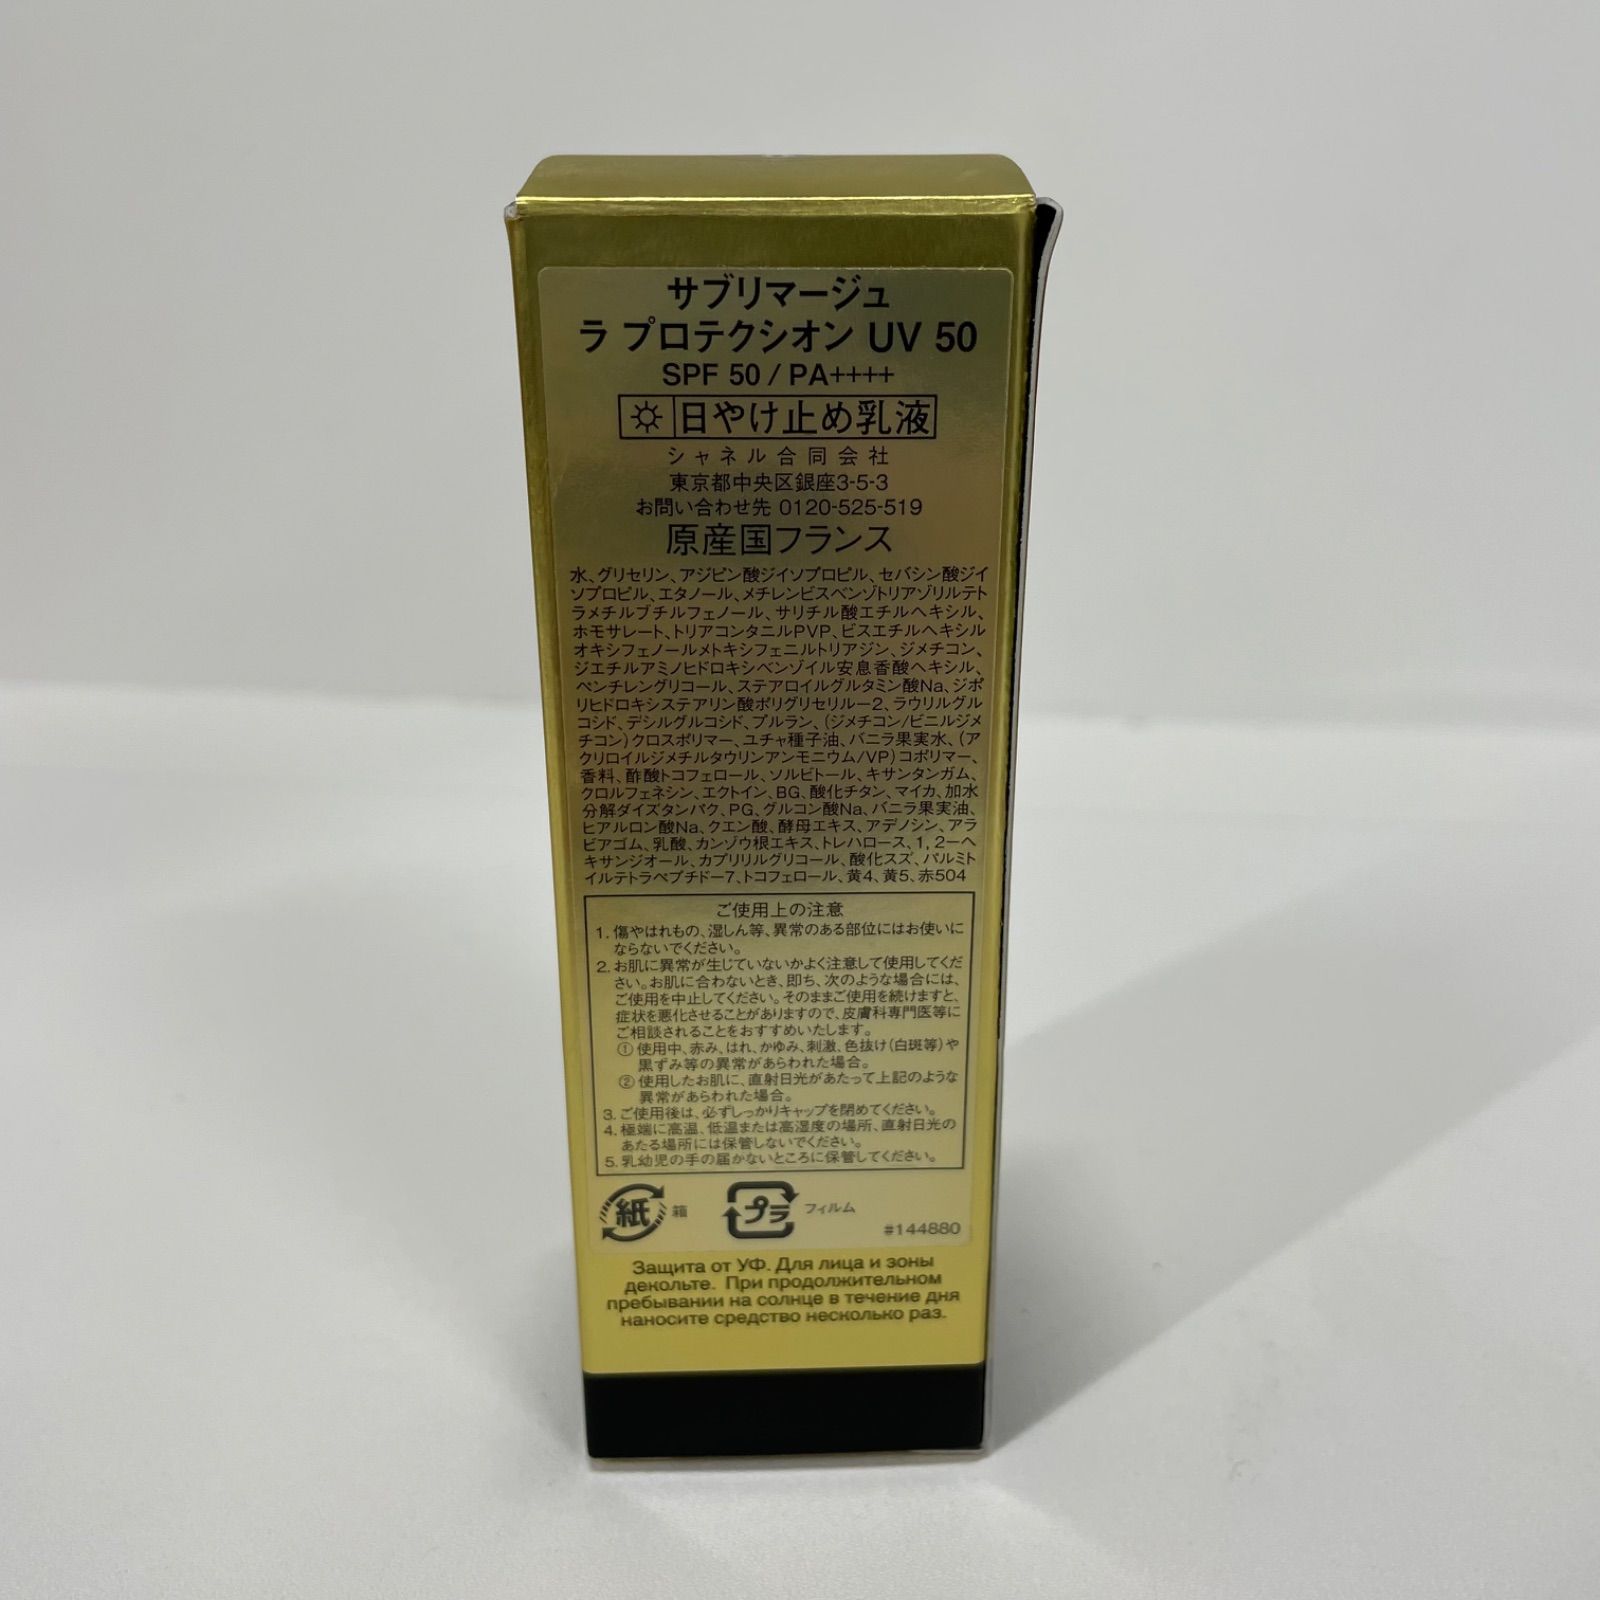 サブリマージュ
ラ プロテクシオン UV 50
SPF 50 / PA++++
日やけ止め乳液
シャネル合同会社
東京都中央区銀座3-5-3
お問い合わせ先 0120-525-519
原産国フランス
水、グリセリン、アジピン酸ジイソプロピル、セバシン酸ジイ
ソプロピル、エタノール、メチレンビスベンゾトリアゾリルテト
ラメチルブチルフェノール、サリチル酸エチルヘキシル、
ホモサレート、トリアコンタニルPVP、ビスエチルヘキシル
オキシフェノールメトキシフェニルトリアジン、ジメチコン、
ジエチルアミノヒドロキシベンゾイル安息香酸ヘキシル、
ペンチレングリコール、ステアロイルグルタミン酸Na、ジポ
リヒドロキシステアリン酸ポリグリセリルー2、ラウリルグル
コシド、デシルグルコシド、プルラン、(ジメチコン/ビニルジメ
チコン)クロスポリマー、ユチャ種子油、バニラ果実水、(ア
クリロイルジメチルタウリンアンモニウム/VP)コポリマー、
香料、酢酸トコフェロール、ソルビトール、キサンタンガム、
クロルフェネシン、エクトイン、BG、酸化チタン、マイカ、加水
分解ダイズタンパク、PG、グルコン酸Na、バニラ果実油、
ヒアルロン酸Na、クエン酸、酵母エキス、アデノシン、アラ
ビアゴム、乳酸、カンゾウ根エキス、トレハロース、1, 2ーヘ
キサンジオール、カプリリルグリコール、酸化スズ、パルミト
イルテトラペプチドー7、トコフェロール、黄4、黄5、赤504
ご使用上の注意
1. 傷やはれもの、湿しん等、異常のある部位にはお使いに
ならないでください。
2. お肌に異常が生じていないかよく注意して使用してくだ
さい。お肌に合わないとき、即ち、次のような場合には、
ご使用を中止してください。そのままご使用を続けますと、
症状を悪化させることがありますので、皮膚科専門医等に
ご相談されることをおすすめいたします。
① 使用中、赤み、はれ、かゆみ、刺激、色抜け(白斑等)や
黒ずみ等の異常があらわれた場合。
② 使用したお肌に、直射日光があたって上記のような
異常があらわれた場合。
3. ご使用後は、必ずしっかりキャップを閉めてください。
4. 極端に高温、低温または高湿度の場所、直射日光の
あたる場所には保管しないでください。
5. 乳幼児の手の届かないところに保管してください。
紙 箱 プラ フィルム
#144880
Защита от УФ. Для лица и зоны
декольте. При продолжительном
пребывании на солнце в течение дня
наносите средство несколько раз.